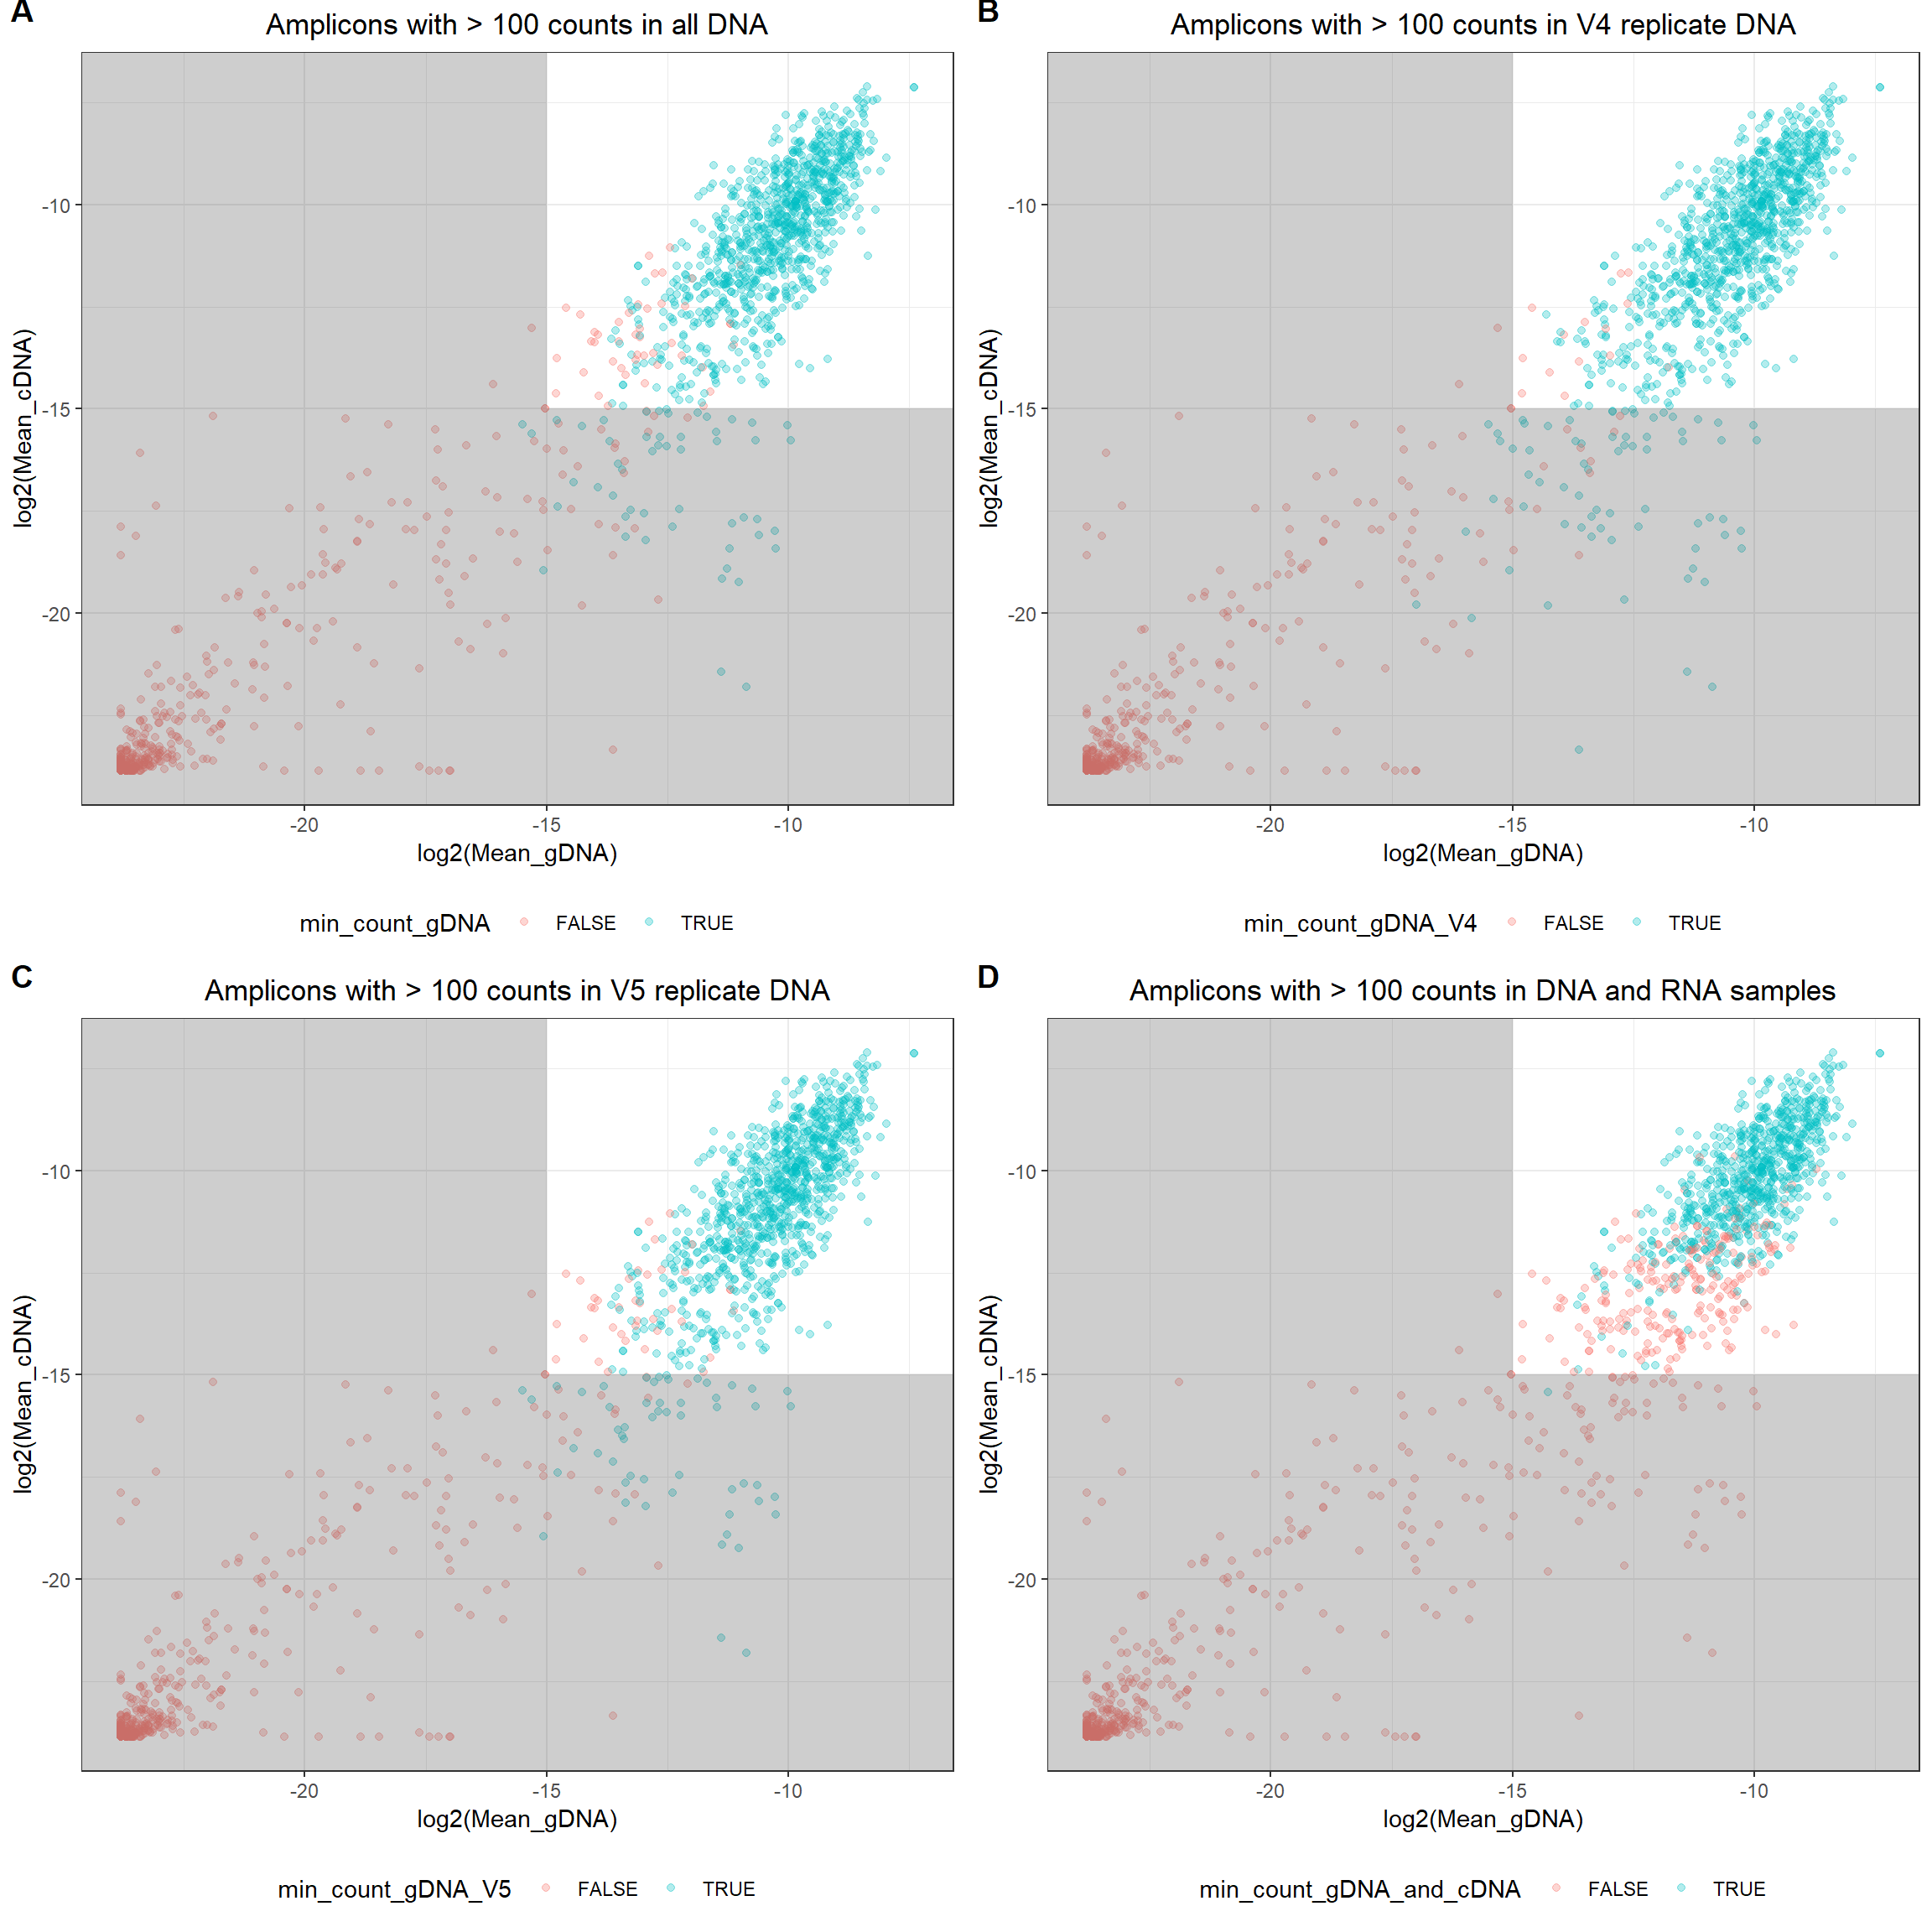 A
Amplicons with > 100 counts in all DNA
log2(Mean_cDNA)
-10
-15
-20
-20 -15 -10
log2(Mean_gDNA)
min_count_gDNA FALSE TRUE
B
Amplicons with > 100 counts in V4 replicate DNA
log2(Mean_cDNA)
-10
-15
-20
-20 -15 -10
log2(Mean_gDNA)
min_count_gDNA_V4 FALSE TRUE
C
Amplicons with > 100 counts in V5 replicate DNA
log2(Mean_cDNA)
-10
-15
-20
-20 -15 -10
log2(Mean_gDNA)
min_count_gDNA_V5 FALSE TRUE
D
Amplicons with > 100 counts in DNA and RNA samples
log2(Mean_cDNA)
-10
-15
-20
-20 -15 -10
log2(Mean_gDNA)
min_count_gDNA_and_cDNA FALSE TRUE